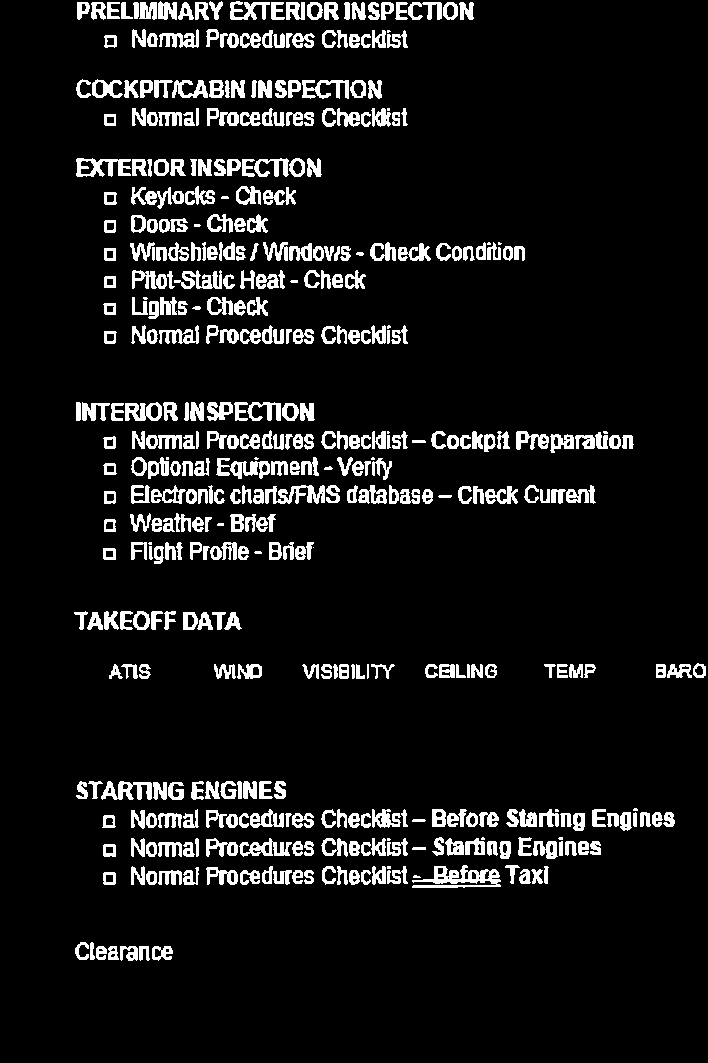 PRELIMINARY EXTERIOR INSPECTION
□ Normal Procedures Checklist
COCKPIT/CABIN INSPECTION
□ Normal Procedures Checklist
EXTERIOR INSPECTION
□ Keylocks - Check
□ Doors - Check
□ Windshields / Windows - Check Condition
□ Pitot-Static Heat - Check
□ Lights - Check
□ Normal Procedures Checklist
INTERIOR INSPECTION
□ Normal Procedures Checklist – Cockpit Preparation
□ Optional Equipment - Verify
□ Electronic charts/FMS database – Check Current
□ Weather - Brief
□ Flight Profile - Brief
TAKEOFF DATA
ATIS WIND VISIBILITY CEILING TEMP BARO
STARTING ENGINES
□ Normal Procedures Checklist – Before Starting Engines
□ Normal Procedures Checklist – Starting Engines
□ Normal Procedures Checklist - Before Taxi
Clearance